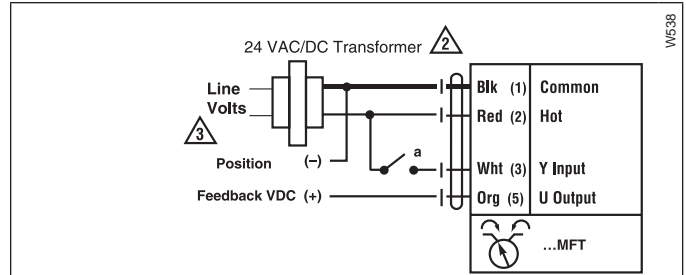 W538
24 VAC/DC Transformer 2
Line
Volts
3
Blk (1) Common
Red (2) Hot
a
Position (–)
Wht (3) Y Input
Feedback VDC (+)
Org (5) U Output
...MFT